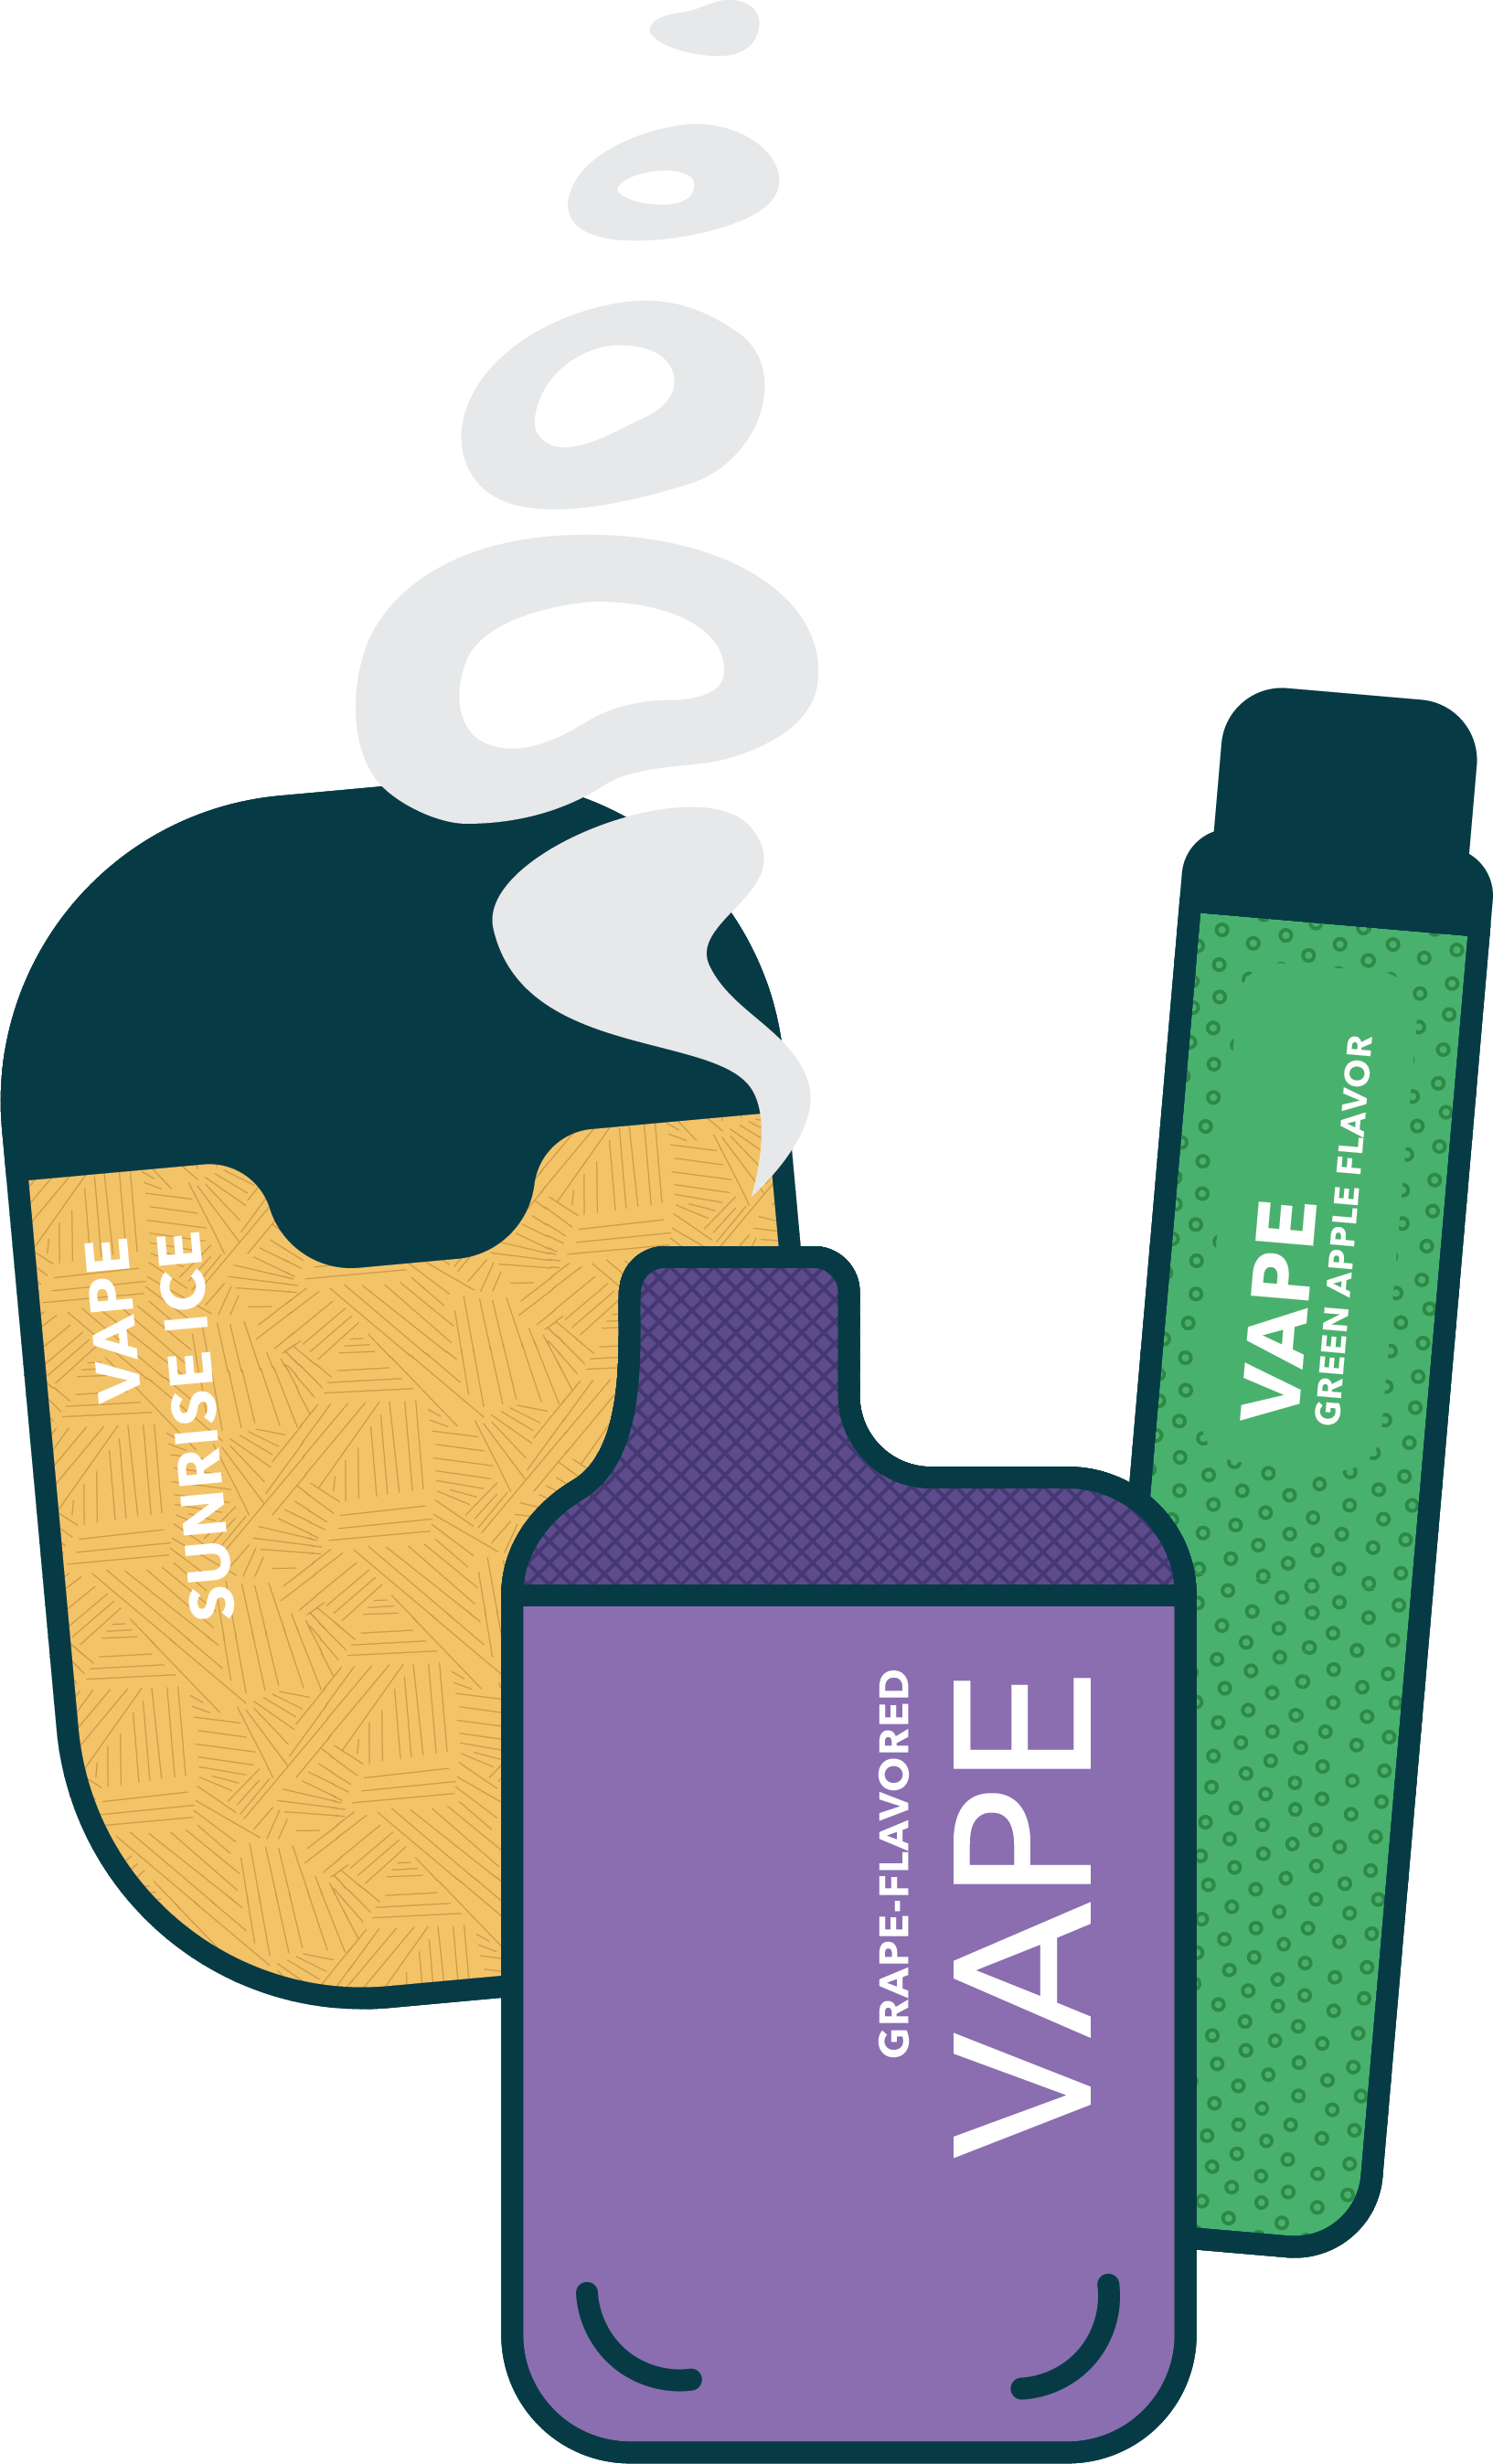 VAPE
SUNRISE ICE
GRAPE-FLAVORED
VAPE
VAPE
GREEN APPLE FLAVOR